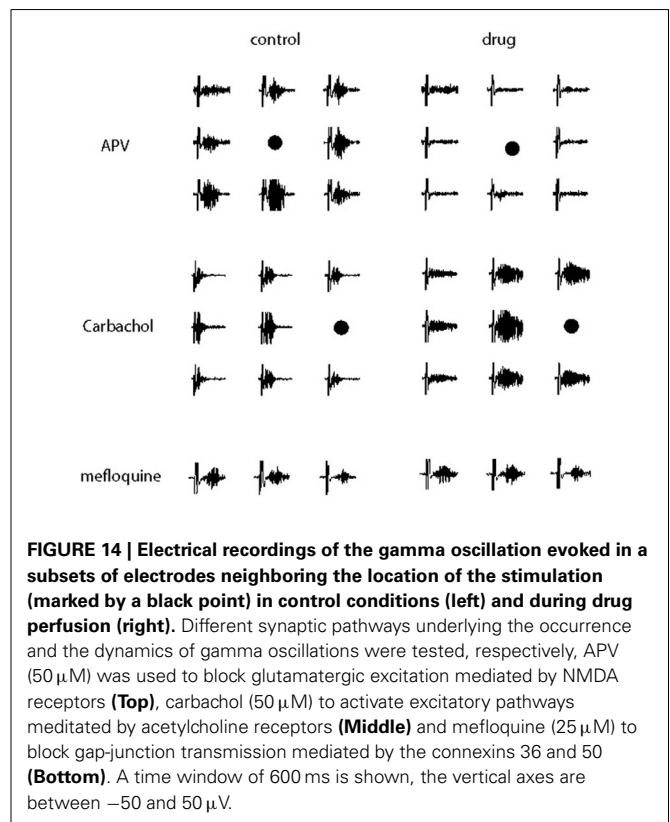 control drug
APV
Carbachol
mefloquine
FIGURE 14 | Electrical recordings of the gamma oscillation evoked in a
subsets of electrodes neighboring the location of the stimulation
(marked by a black point) in control conditions (left) and during drug
perfusion (right). Different synaptic pathways underlying the occurrence
and the dynamics of gamma oscillations were tested, respectively, APV
(50 μM) was used to block glutamatergic excitation mediated by NMDA
receptors (Top), carbachol (50 μM) to activate excitatory pathways
meditated by acetylcholine receptors (Middle) and mefloquine (25 μM) to
block gap-junction transmission mediated by the connexins 36 and 50
(Bottom). A time window of 600 ms is shown, the vertical axes are
between −50 and 50 μV.